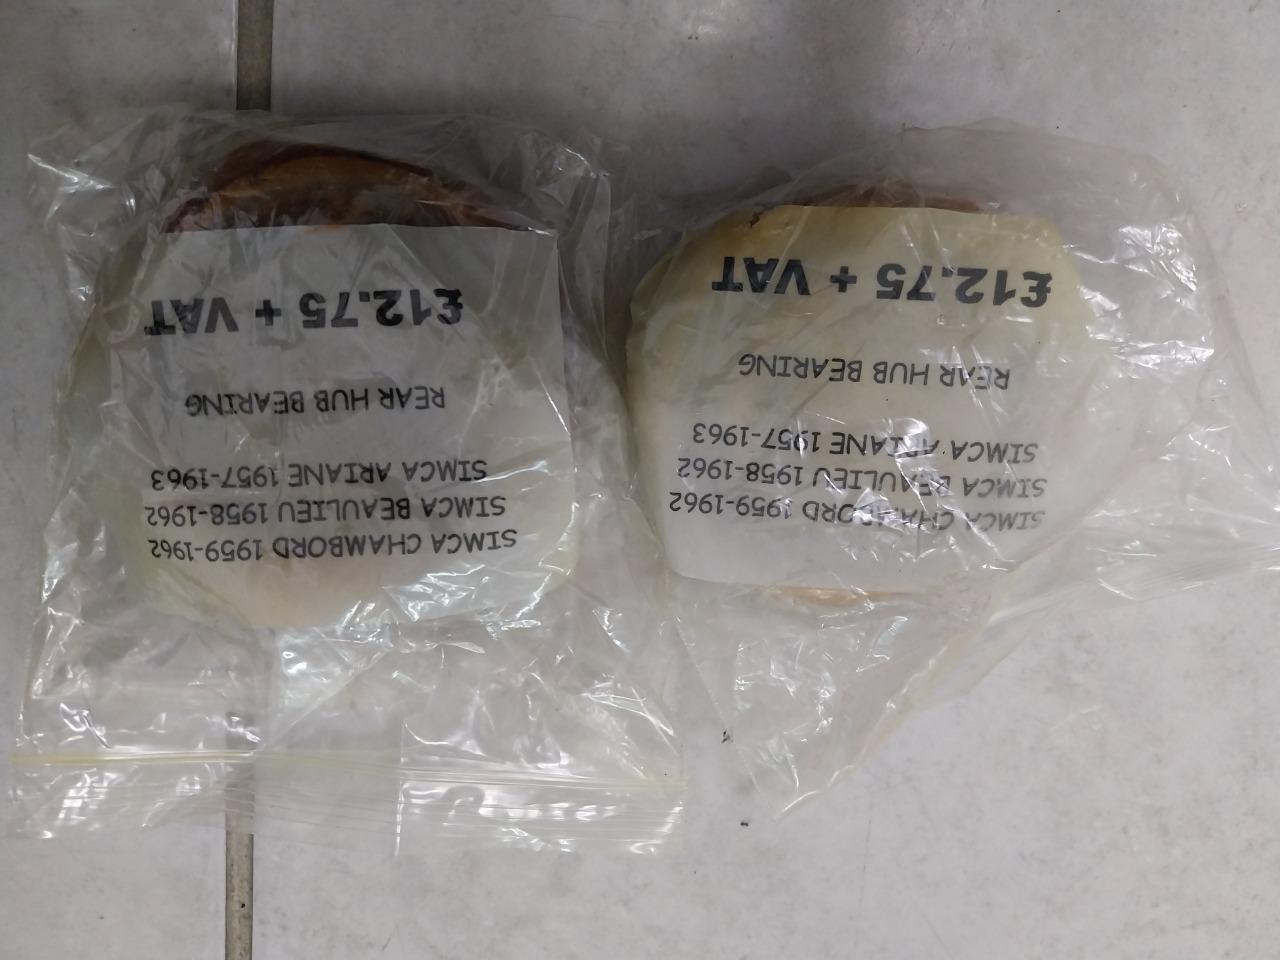 SIMCA CHAMBORD 1959-1962
SIMCA BEAULIEU 1958-1962
SIMCA ARIANE 1957-1963
REAR HUB BEARING
£12.75 + VAT
SIMCA CHAMBORD 1959-1962
SIMCA BEAULIEU 1958-1962
SIMCA ARIANE 1957-1963
REAR HUB BEARING
£12.75 + VAT